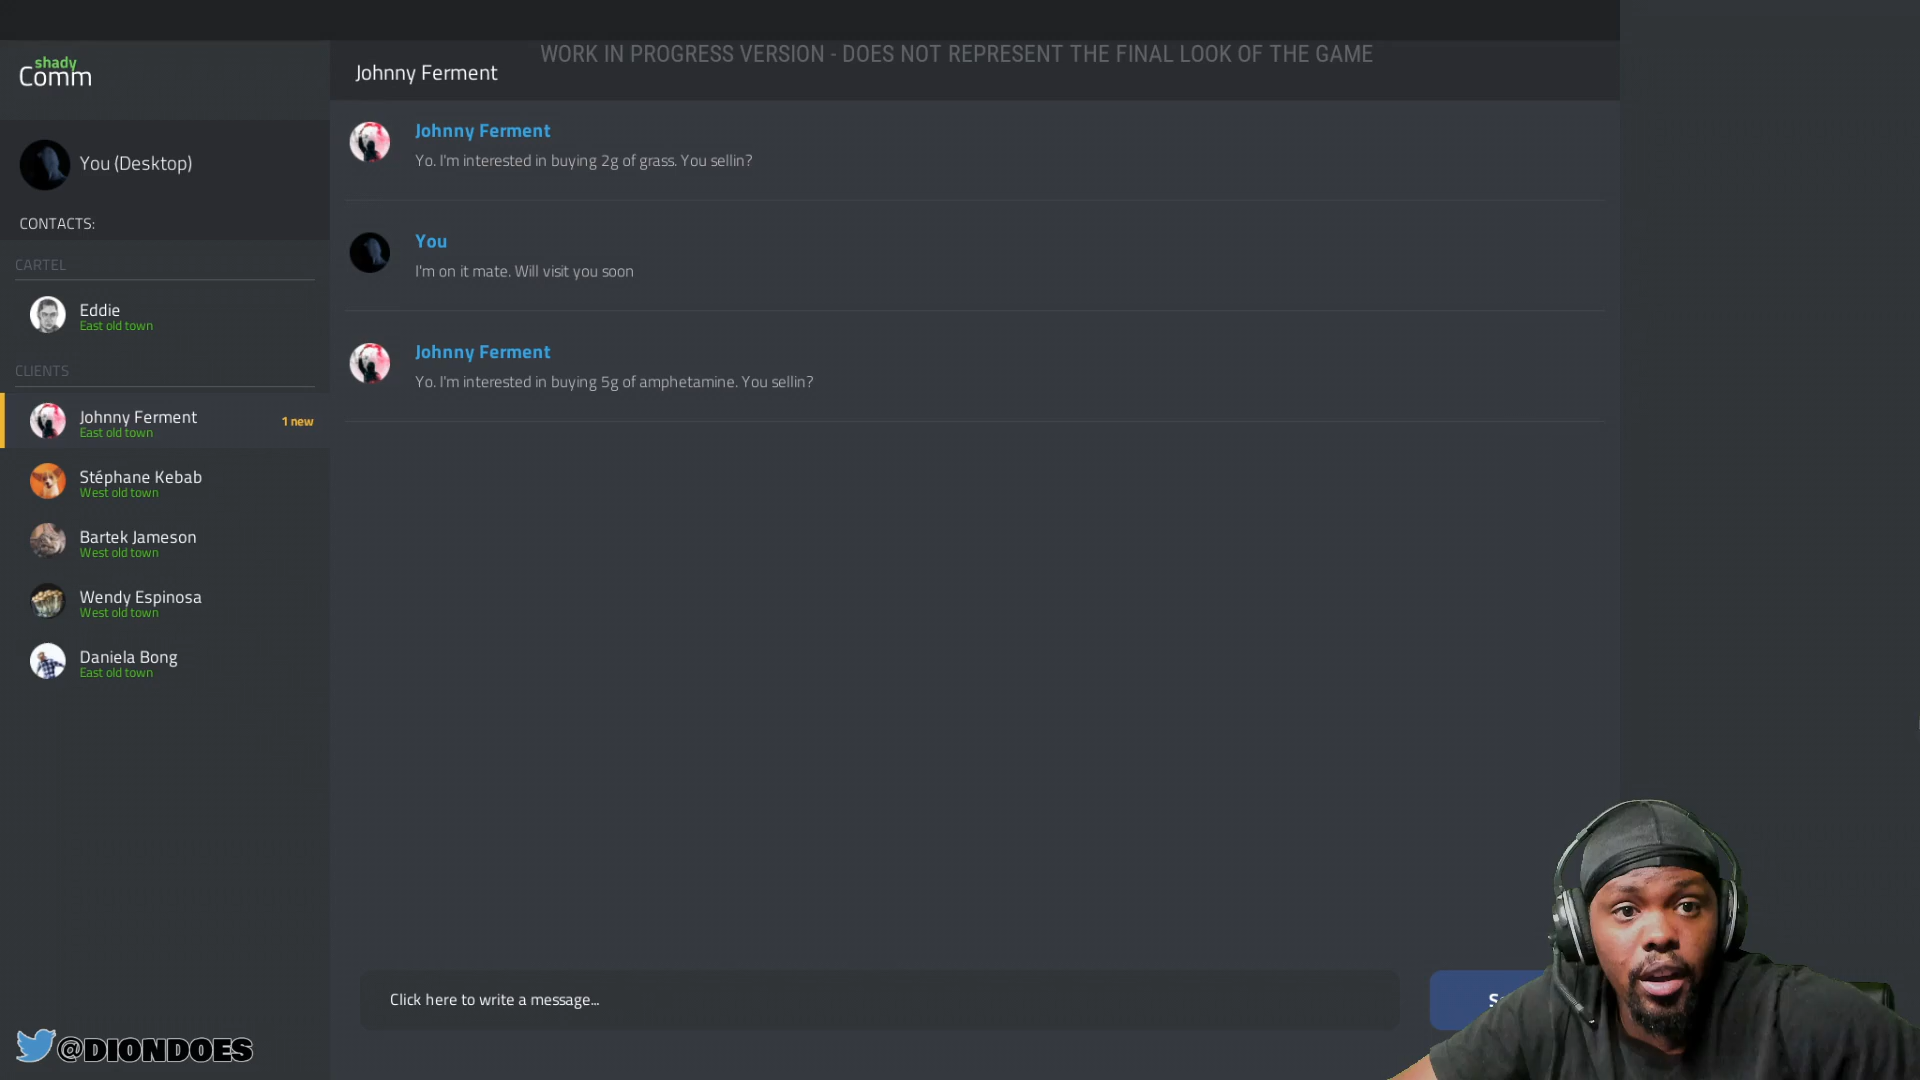 WORK IN PROGRESS VERSION - DOES NOT REPRESENT THE FINAL LOOK OF THE GAME
shady
Comm
You (Desktop)
CONTACTS:
CARTEL
Eddie
East old town
CLIENTS
Johnny Ferment
East old town
1 new
Stéphane Kebab
West old town
Bartek Jameson
West old town
Wendy Espinosa
West old town
Daniela Bong
East old town
@DIONDOES
Johnny Ferment
Johnny Ferment
Yo. I'm interested in buying 2g of grass. You sellin?
You
I'm on it mate. Will visit you soon
Johnny Ferment
Yo. I'm interested in buying 5g of amphetamine. You sellin?
Click here to write a message...